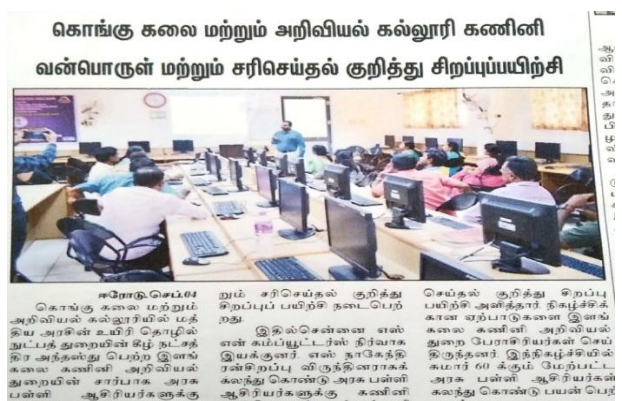 கொங்கு கலை மற்றும் அறிவியல் கல்லூரி கணினி
வன்பொருள் மற்றும் சரிசெய்தல் குறித்து சிறப்புப்பயிற்சி
ஈரோடு,செப்.04
கொங்கு கலை மற்றும்
அறிவியல் கல்லூரியில் மத்
திய அரசின் உயிரி தொழில்
நுட்பத் துறையின் கீழ் நட்சத்
திர அந்தஸ்து பெற்ற இளங்
கலை கணினி அறிவியல்
துறையின் சார்பாக அரசு
பள்ளி ஆசிரியர்களுக்கு
றும் சரிசெய்தல் குறித்து
சிறப்புப் பயிற்சி நடைபெற்
றது.
இதில்சென்னை எஸ்
என் கம்ப்யூட்டர்ஸ் நிர்வாக
இயக்குனர். எஸ் நாகேந்தி
ரன்சிறப்பு விருந்தினராகக்
கலந்து கொண்டு அரசு பள்ளி
ஆசிரியர்களுக்கு கணினி
செய்தல் குறித்து சிறப்பு
பயிற்சி அளித்தார். நிகழ்ச்சிக்
கான ஏற்பாடுகளை இளங்
கலை கணினி அறிவியல்
துறை பேராசிரியர்கள் செய்
திருந்தனர். இந்நிகழ்ச்சியில்
சுமார் 60 க்கும் மேற்பட்ட
அரசு பள்ளி ஆசிரியர்கள்
கலந்து கொண்டு பயன் பெற்